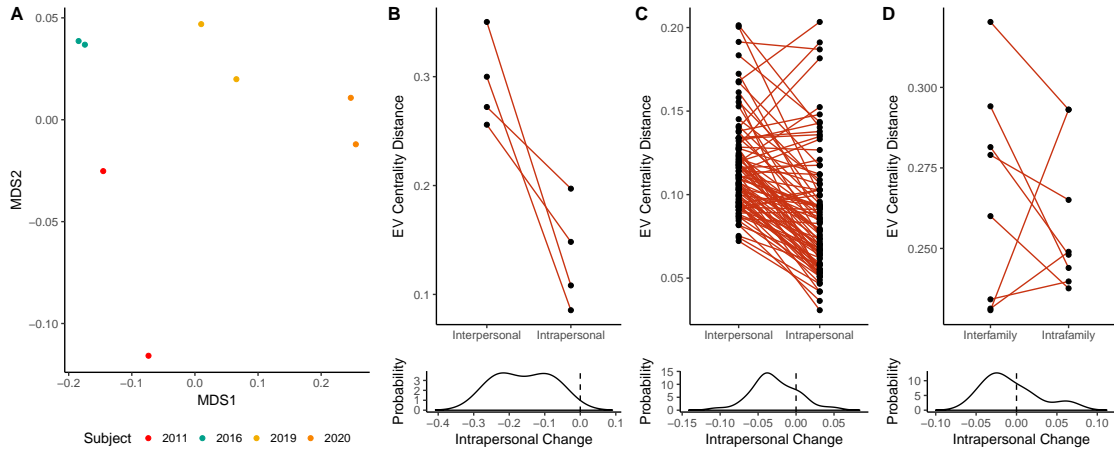 A
0.05
0.00
−0.05
−0.10
MDS2
−0.2
−0.1
0.0
0.1
0.2
MDS1
Subject
2011
2016
2019
2020
B
0.3
0.2
0.1
EV Centrality Distance
Interpersonal
Intrapersonal
Probability
3
2
1
0
−0.4
−0.3
−0.2
−0.1
0.0
0.1
Intrapersonal Change
C
0.20
0.15
0.10
0.05
EV Centrality Distance
Interpersonal
Intrapersonal
Probability
15
10
5
0
−0.15
−0.10
−0.05
0.00
0.05
Intrapersonal Change
D
0.300
0.275
0.250
EV Centrality Distance
Interfamily
Intrafamily
Probability
10
5
0
−0.10
−0.05
0.00
0.05
0.10
Intrapersonal Change